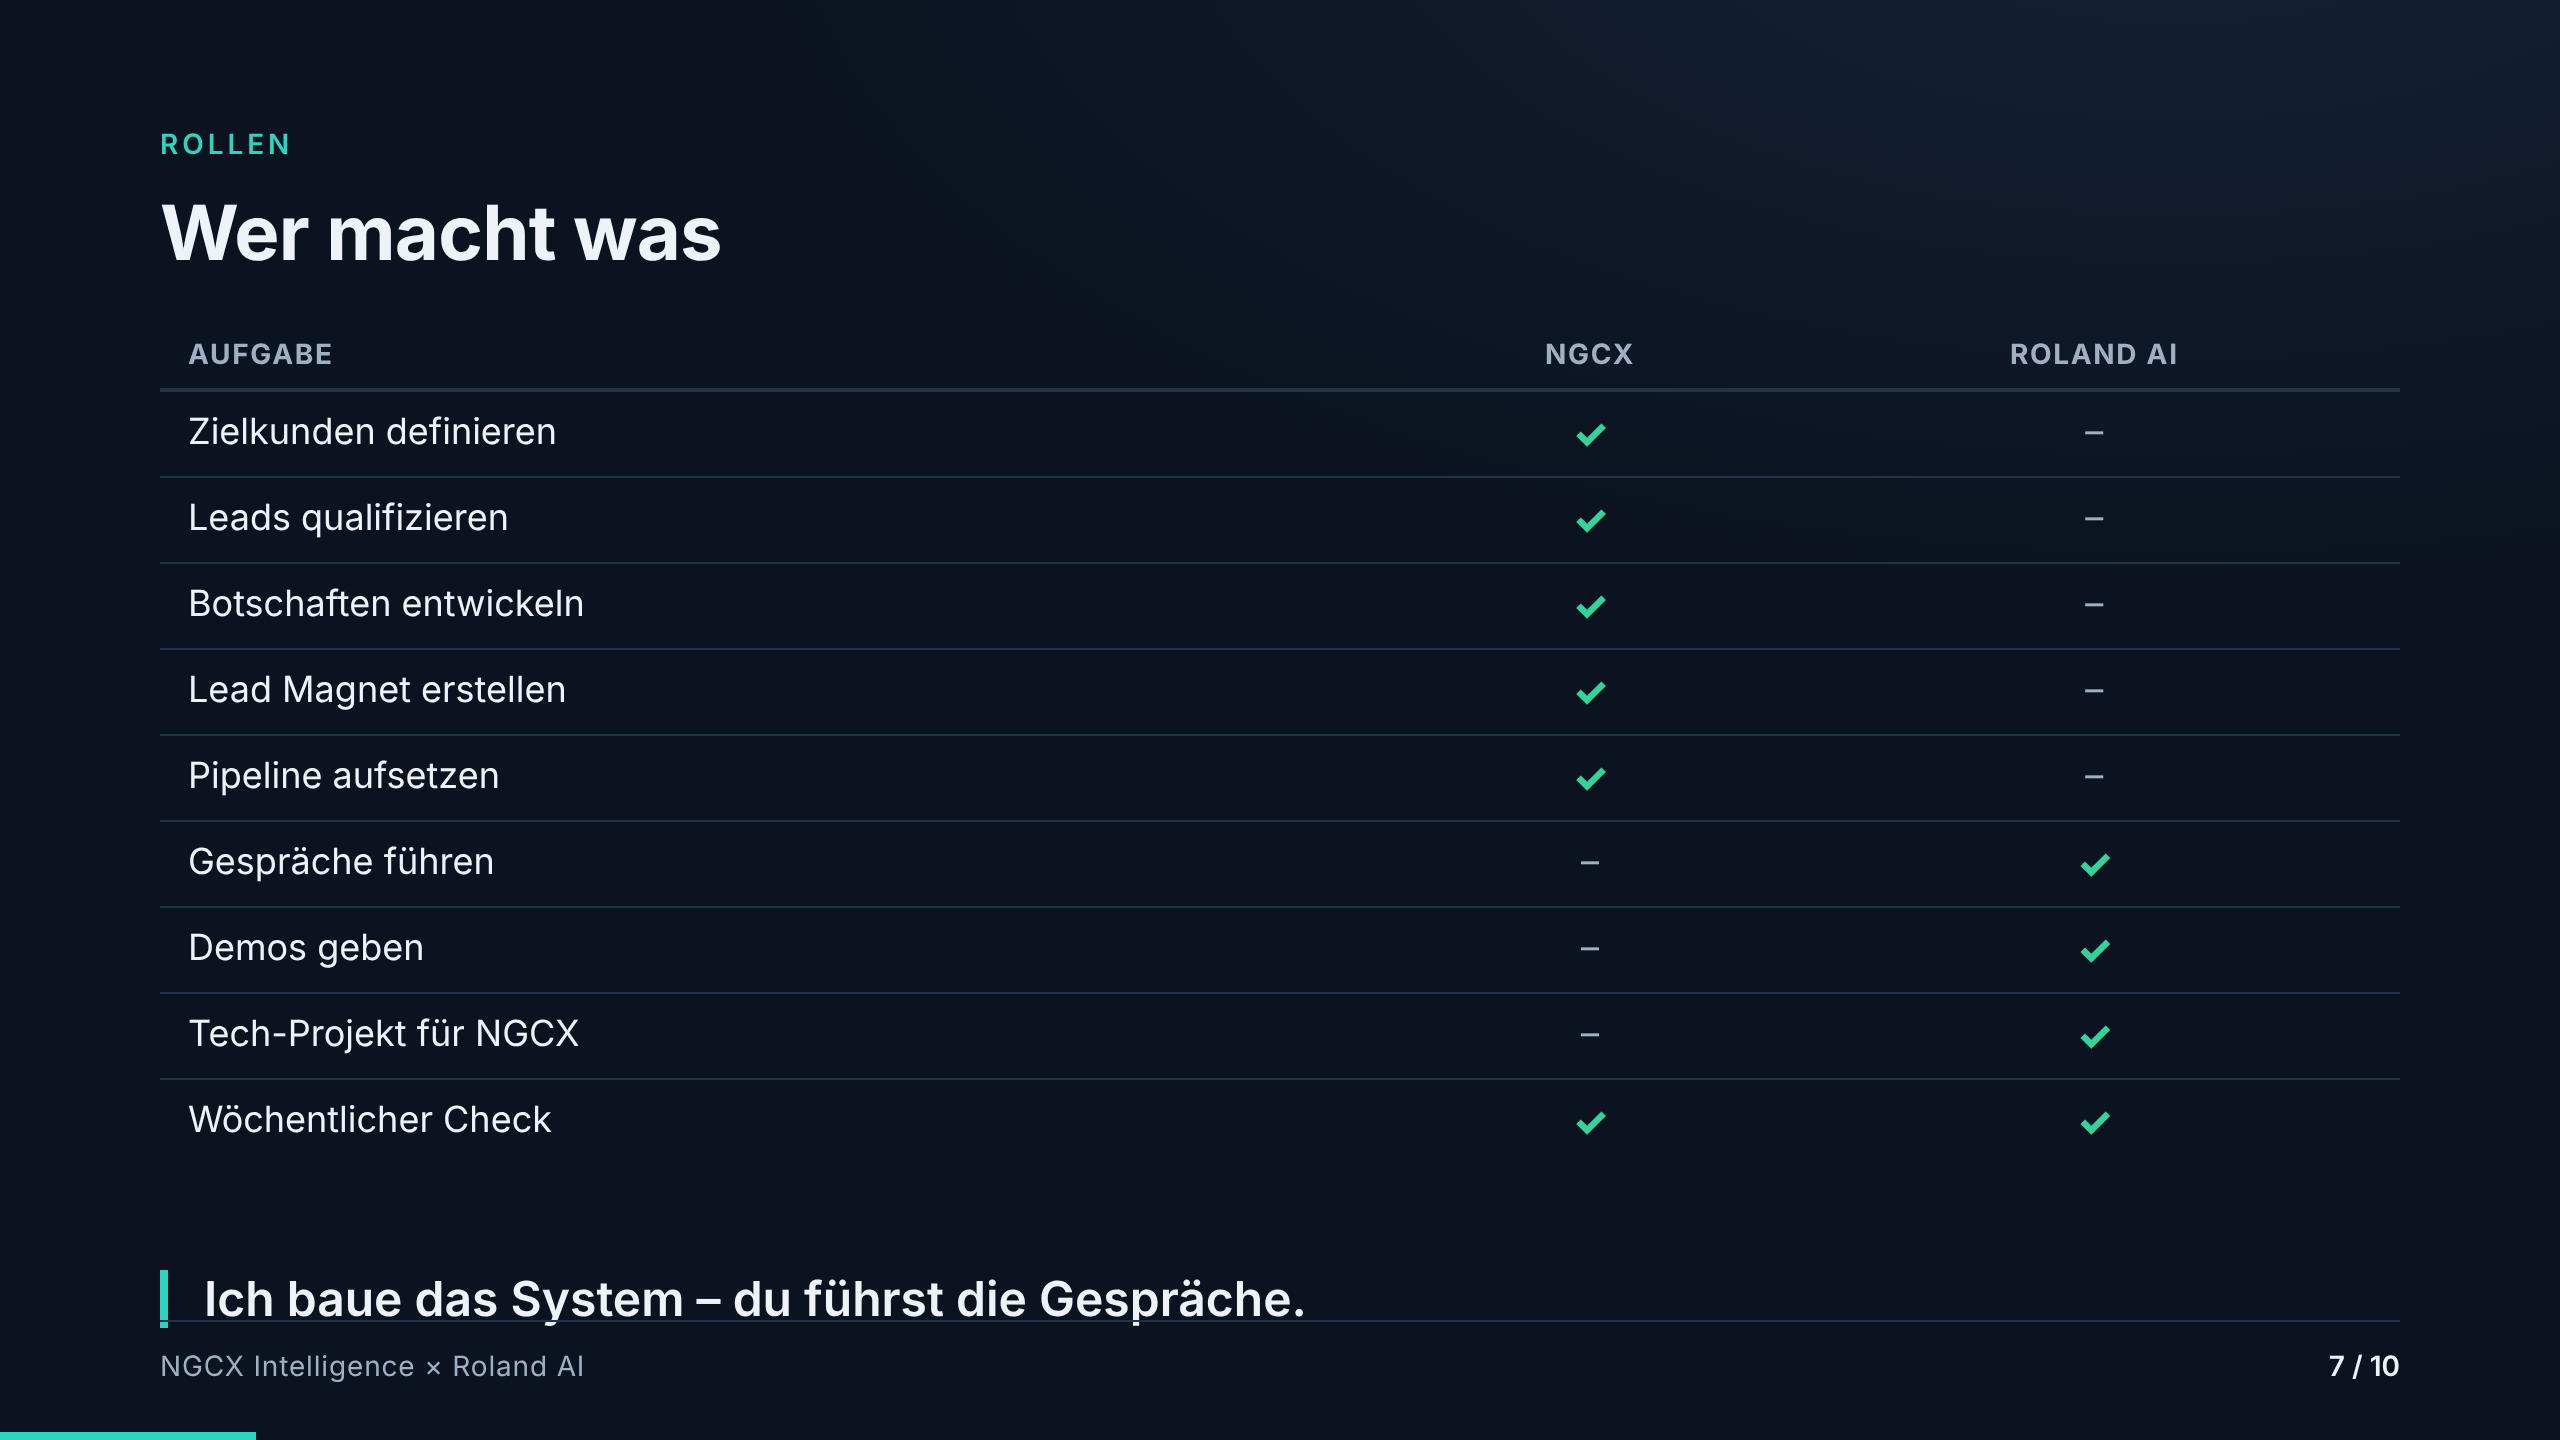 ROLLEN
Wer macht was
AUFGABE NGCX ROLAND AI
Zielkunden definieren ✓ –
Leads qualifizieren ✓ –
Botschaften entwickeln ✓ –
Lead Magnet erstellen ✓ –
Pipeline aufsetzen ✓ –
Gespräche führen – ✓
Demos geben – ✓
Tech-Projekt für NGCX – ✓
Wöchentlicher Check ✓ ✓
Ich baue das System – du führst die Gespräche.
NGCX Intelligence × Roland AI 7 / 10